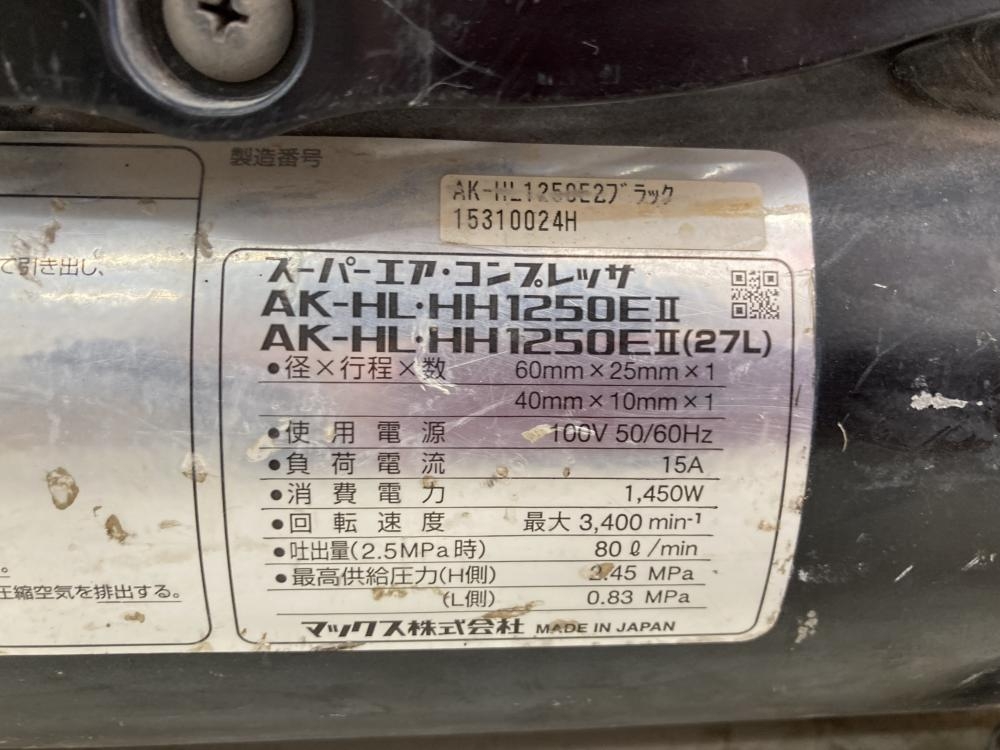 製造番号
AK-HL1250E2ブラック
15310024H
で引き出し、
スーパーエア・コンプレッサ
AK-HL・HH1250EⅡ
AK-HL・HH1250EⅡ(27L)
●径×行程×数 60mm×25mm×1
40mm×10mm×1
●使用電源 100V 50/60Hz
●負荷電流 15A
●消費電力 1,450W
●回転速度 最大 3,400 min⁻¹
●吐出量(2.5MPa時) 80ℓ/min
●最高供給圧力(H側) 2.45 MPa
(L側) 0.83 MPa
マックス株式会社 MADE IN JAPAN
。
圧縮空気を排出する。